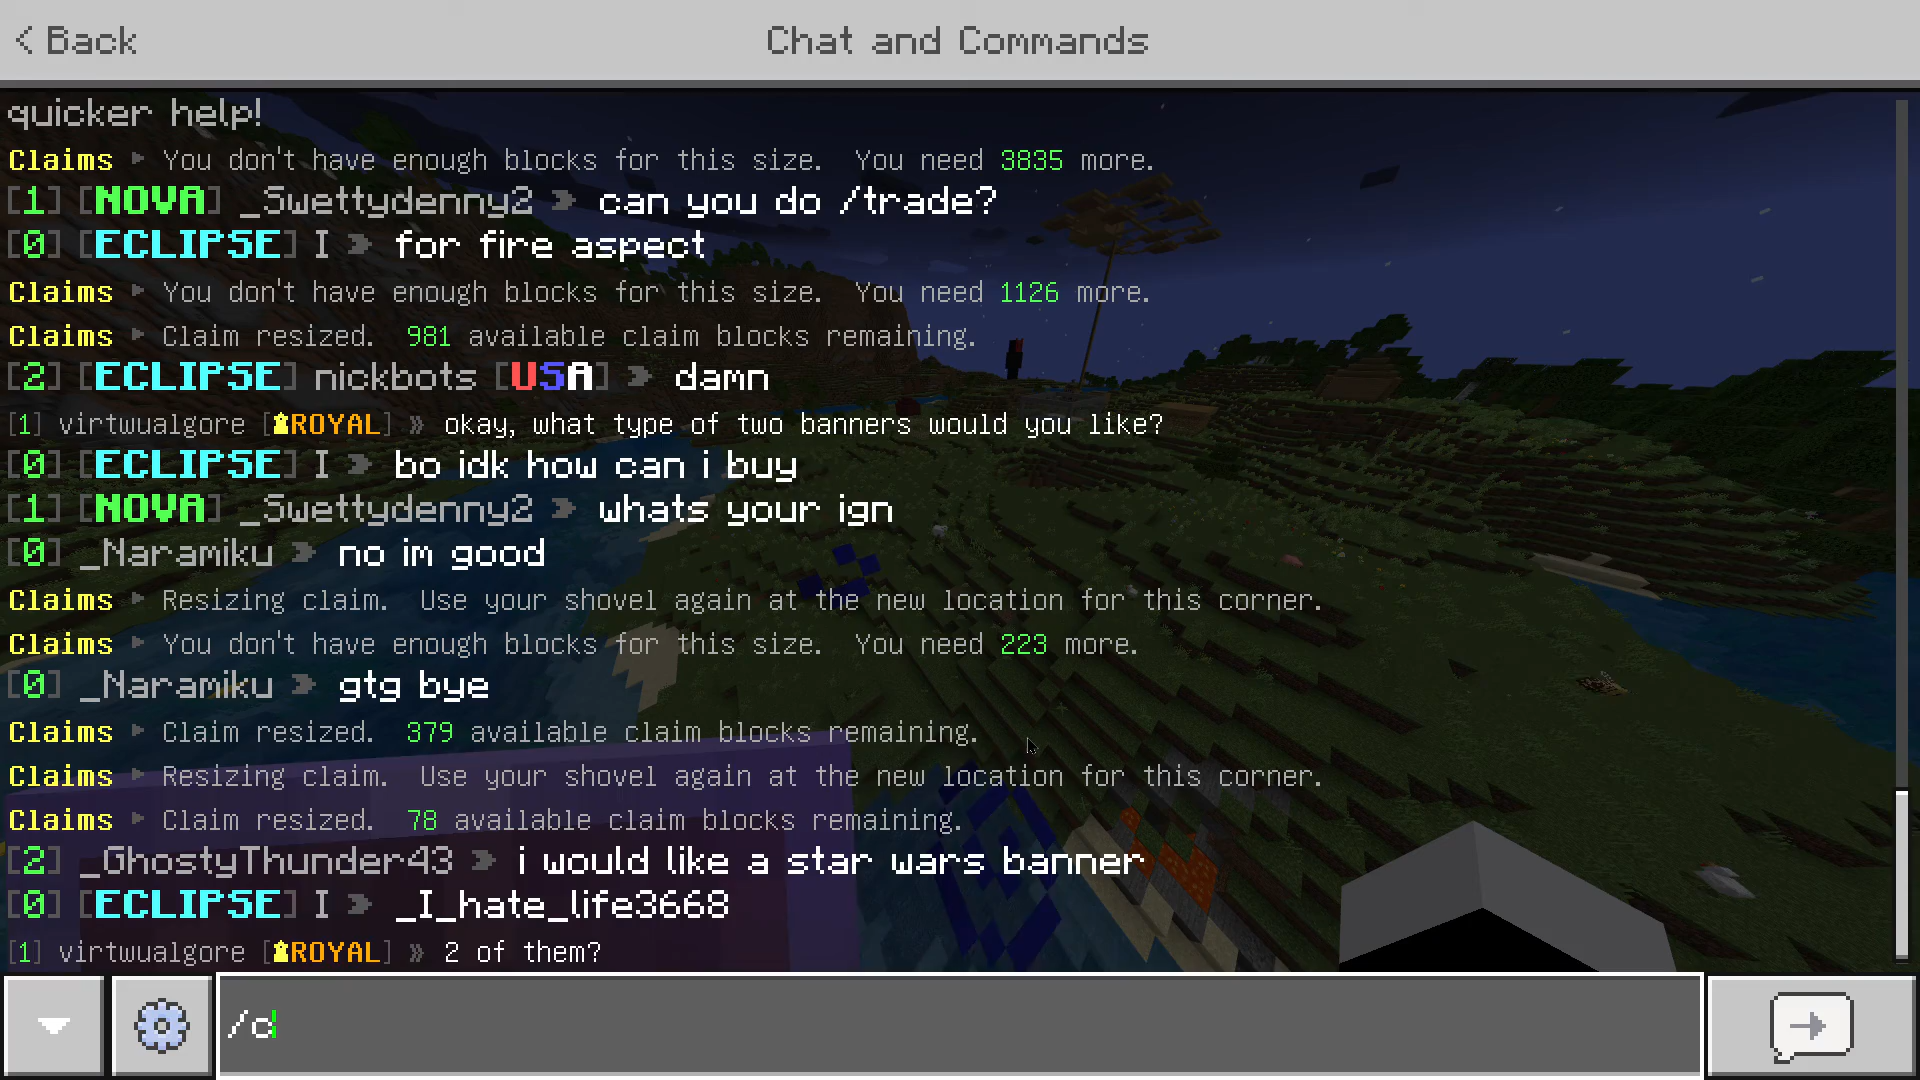 < Back
Chat and Commands
quicker help!
Claims ▸ You don't have enough blocks for this size. You need 3835 more.
[1] [NOVA] _Swettydenny2 » can you do /trade?
[0] [ECLIPSE] I » for fire aspect
Claims ▸ You don't have enough blocks for this size. You need 1126 more.
Claims ▸ Claim resized. 981 available claim blocks remaining.
[2] [ECLIPSE] nickbots [USA] » damn
[1] virtwualgore [ROYAL] » okay, what type of two banners would you like?
[0] [ECLIPSE] I » bo idk how can i buy
[1] [NOVA] _Swettydenny2 » whats your ign
[0] _Naramiku » no im good
Claims ▸ Resizing claim. Use your shovel again at the new location for this corner.
Claims ▸ You don't have enough blocks for this size. You need 223 more.
[0] _Naramiku » gtg bye
Claims ▸ Claim resized. 379 available claim blocks remaining.
Claims ▸ Resizing claim. Use your shovel again at the new location for this corner.
Claims ▸ Claim resized. 78 available claim blocks remaining.
[2] _GhostyThunder43 » i would like a star wars banner
[0] [ECLIPSE] I » _I_hate_life3668
[1] virtwualgore [ROYAL] » 2 of them?
/c